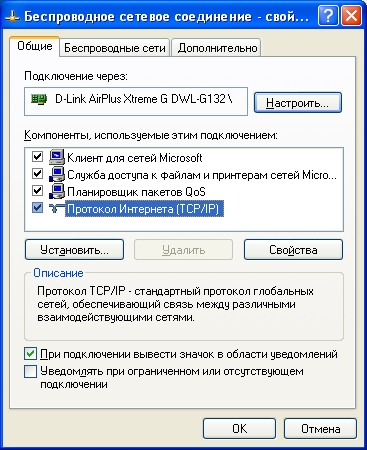 Беспроводное сетевое соединение - свой...
Общие Беспроводные сети Дополнительно
Подключение через:
D-Link AirPlus Xtreme G DWL-G132 \
Настроить...
Компоненты, используемые этим подключением:
Клиент для сетей Microsoft
Служба доступа к файлам и принтерам сетей Micro...
Планировщик пакетов QoS
Протокол Интернета (TCP/IP)
Установить... Удалить Свойства
Описание
Протокол TCP/IP - стандартный протокол глобальных
сетей, обеспечивающий связь между различными
взаимодействующими сетями.
При подключении вывести значок в области уведомлений
Уведомлять при ограниченном или отсутствующем
подключении
OK Отмена